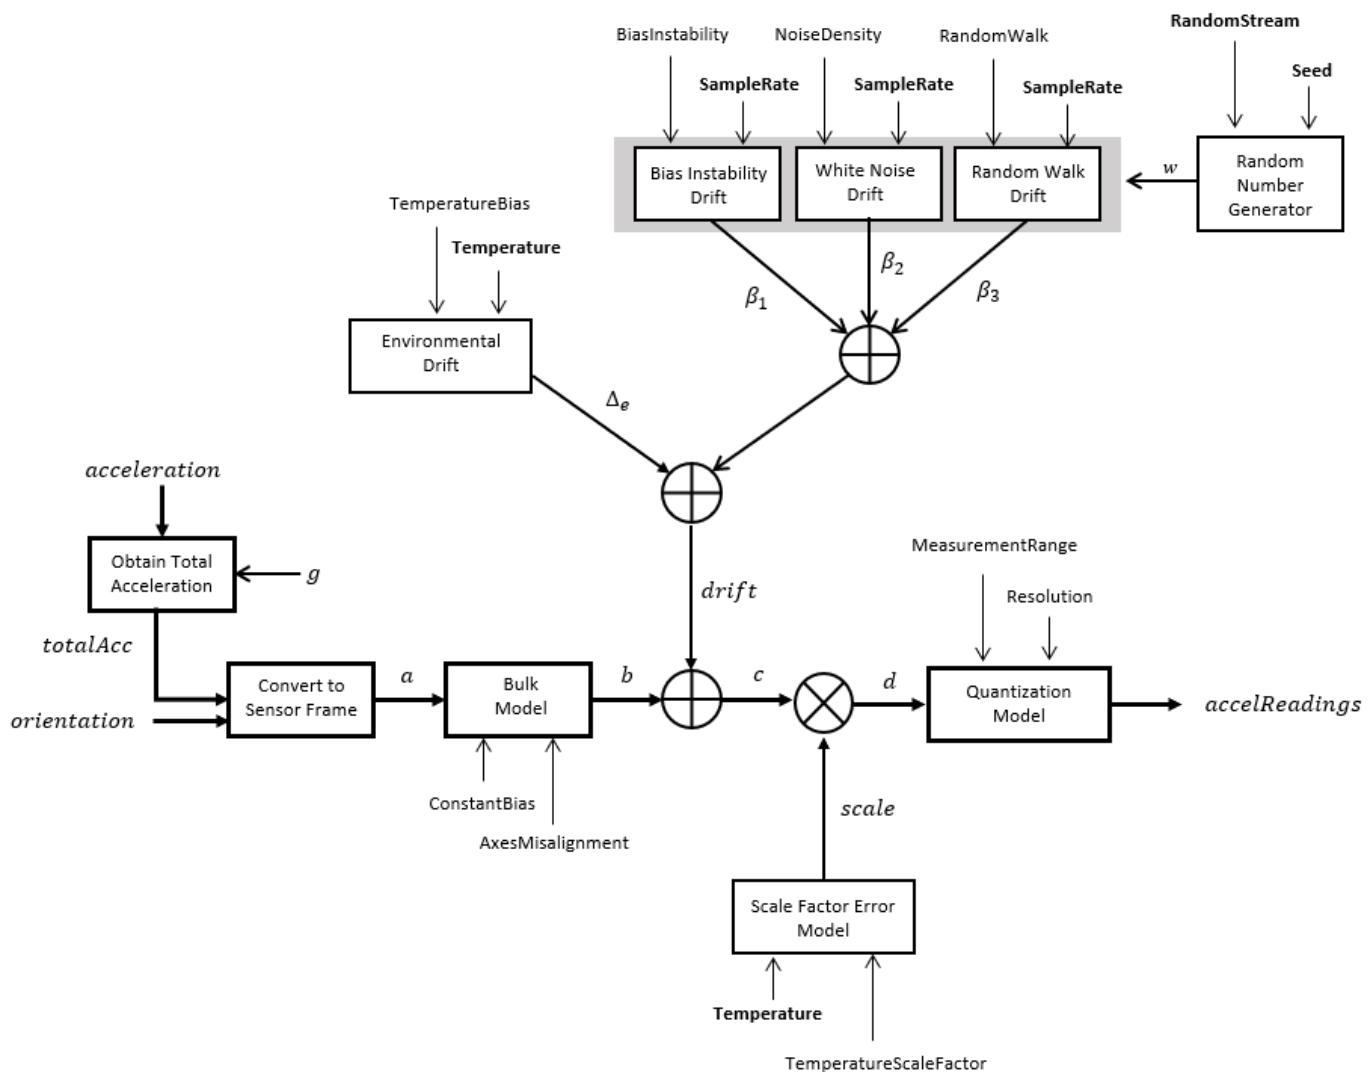 RandomStream
BiasInstability
NoiseDensity
RandomWalk
Seed
SampleRate
SampleRate
SampleRate
Bias Instability
Drift
White Noise
Drift
Random Walk
Drift
w
Random
Number
Generator
TemperatureBias
Temperature
β₁
β₂
β₃
Environmental
Drift
Δₑ
acceleration
Obtain Total
Acceleration
g
drift
MeasurementRange
Resolution
totalAcc
orientation
Convert to
Sensor Frame
a
Bulk
Model
b
c
d
Quantization
Model
accelReadings
ConstantBias
AxesMisalignment
scale
Scale Factor Error
Model
Temperature
TemperatureScaleFactor